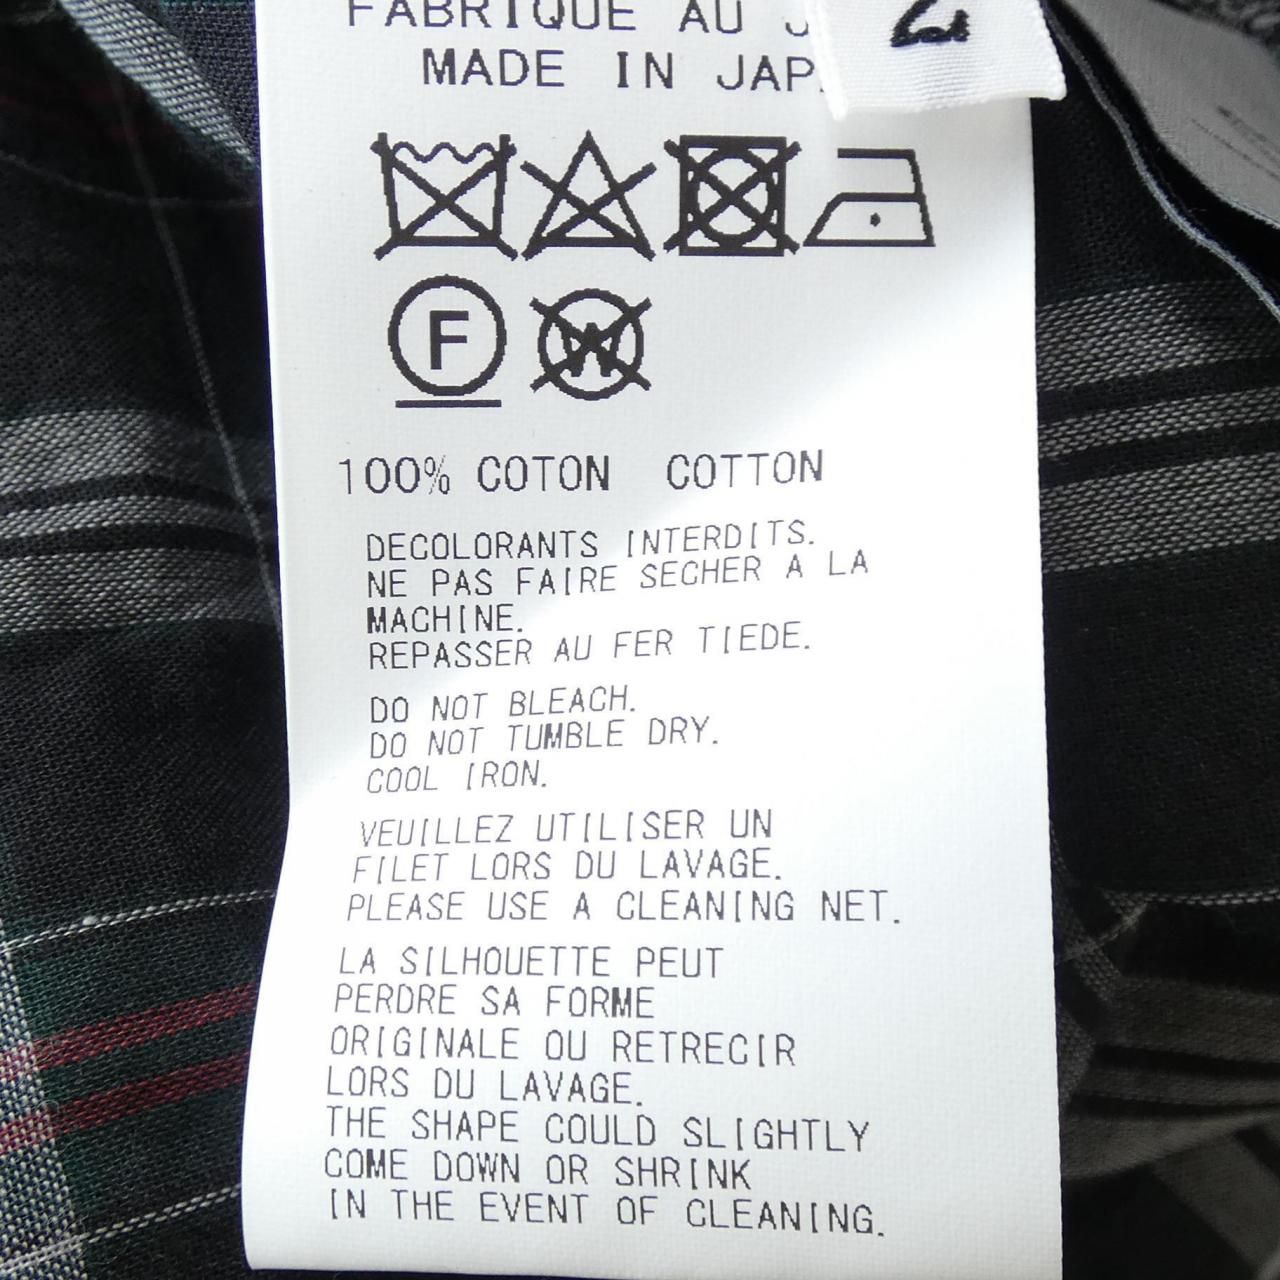 FABRIQUE AU
MADE IN
F
W
100% COTON COTTON
DECOLORANTS INTERDITS.
NE PAS FAIRE SECHER A LA
MACHINE.
REPASSER AU FER TIEDE.
DO NOT BLEACH.
DO NOT TUMBLE DRY.
COOL IRON.
VEUILLEZ UTILISER UN
FILET LORS DU LAVAGE.
PLEASE USE A CLEANING NET.
LA SILHOUETTE PEUT
PERDRE SA FORME
ORIGINALE OU RETRECIR
LORS DU LAVAGE.
THE SHAPE COULD SLIGHTLY
COME DOWN OR SHRINK
IN THE EVENT OF CLEANING.